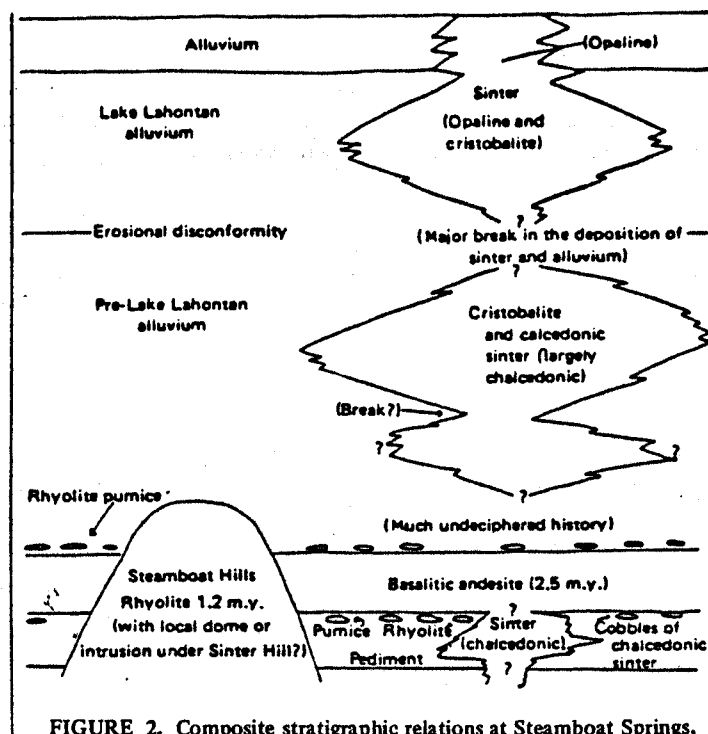 Alluvium
(Opaline)
Lake Lahontan
alluvium
Sinter
(Opaline and
cristobalite)
?
Erosional disconformity
(Major break in the deposition of
sinter and alluvium)
?
Pre-Lake Lahontan
alluvium
Cristobalite
and calcedonic
sinter (largely
chalcedonic)
(Break?)
?
?
?
Rhyolite pumice
(Much undeciphered history)
Steamboat Hills
Rhyolite 1.2 m.y.
(with local dome or
intrusion under Sinter Hill?)
Basalitic andesite (2.5 m.y.)
?
Pumice Rhyolite
Pediment
Sinter
(chalcedonic)
?
Cobbles of
chalcedonic
sinter
FIGURE 2. Composite stratigraphic relations at Steamboat Springs,